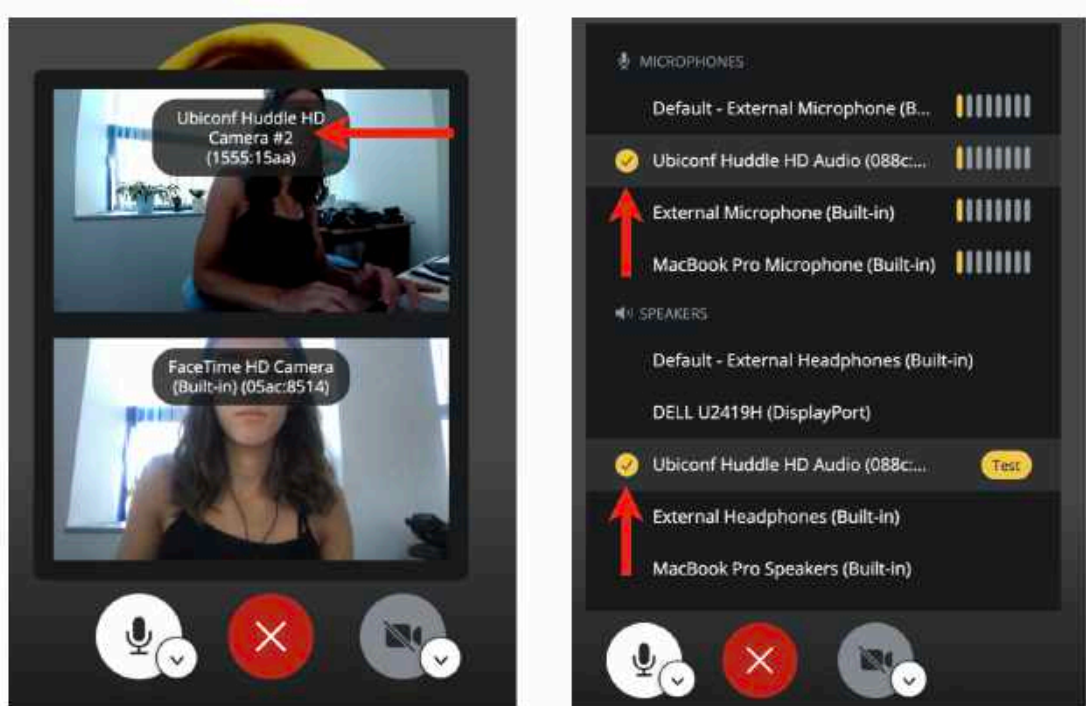 Ubiconf Huddle HD
Camera #2
(1555:15aa)
FaceTime HD Camera
(Built-in) (05ac:8514)
MICROPHONES
Default - External Microphone (B...
Ubiconf Huddle HD Audio (088c:...
External Microphone (Built-in)
MacBook Pro Microphone (Built-in)
SPEAKERS
Default - External Headphones (Built-in)
DELL U2419H (DisplayPort)
Ubiconf Huddle HD Audio (088c:...
Test
External Headphones (Built-in)
MacBook Pro Speakers (Built-in)